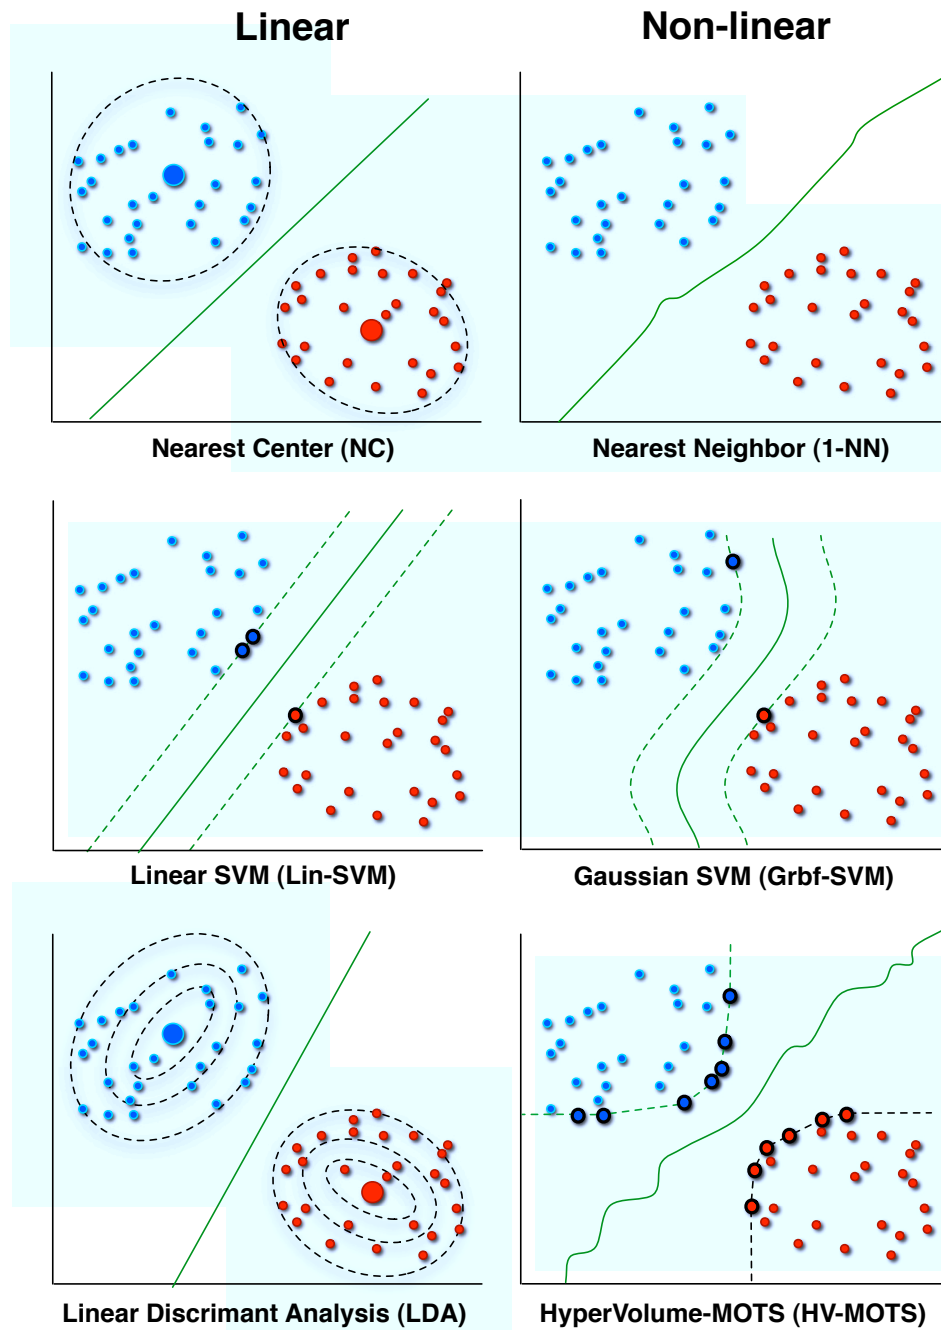 Linear
Non-linear
Nearest Center (NC)
Nearest Neighbor (1-NN)
Linear SVM (Lin-SVM)
Gaussian SVM (Grbf-SVM)
Linear Discrimant Analysis (LDA)
HyperVolume-MOTS (HV-MOTS)